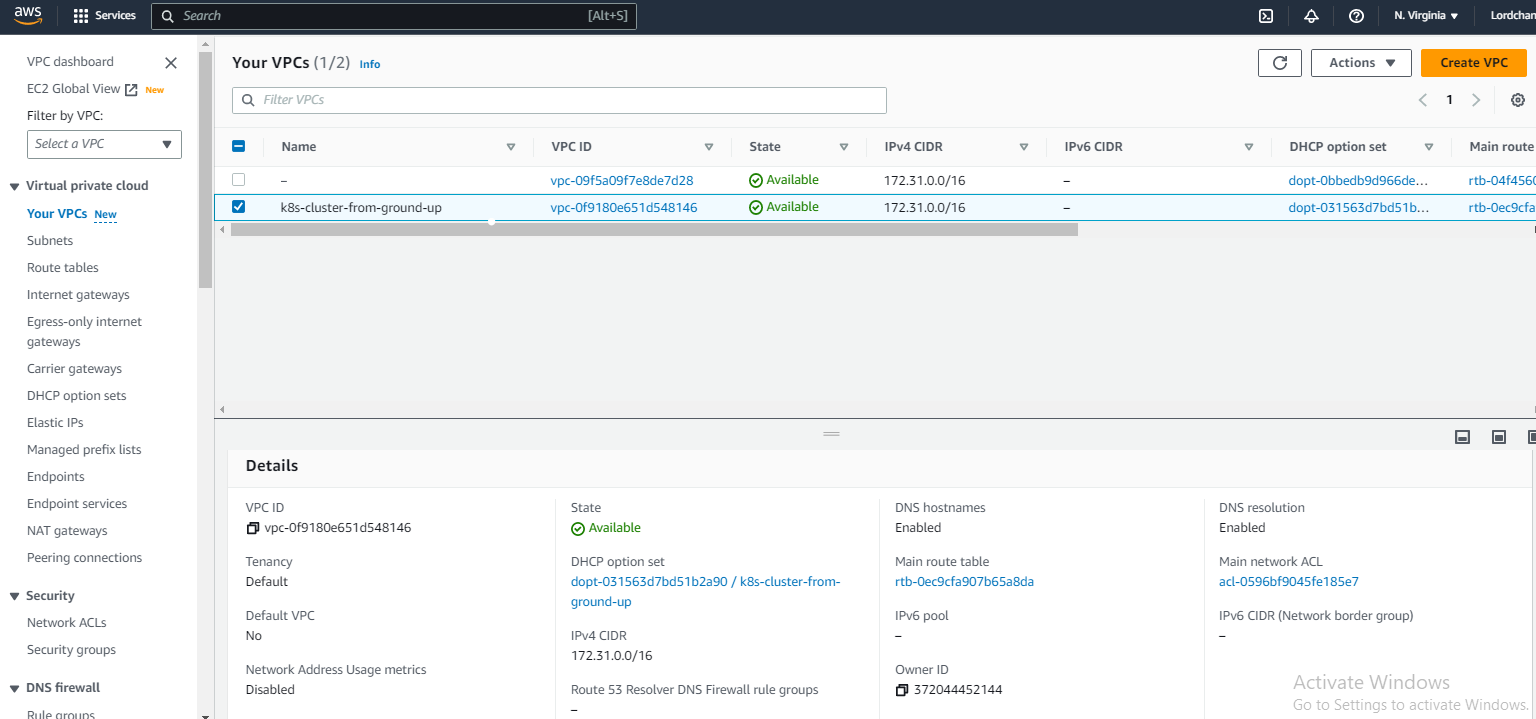 aws
Services
Search
[Alt+S]
N. Virginia
Lordchan
VPC dashboard
EC2 Global View New
Filter by VPC:
Select a VPC
Virtual private cloud
Your VPCs New
Subnets
Route tables
Internet gateways
Egress-only internet
gateways
Carrier gateways
DHCP option sets
Elastic IPs
Managed prefix lists
Endpoints
Endpoint services
NAT gateways
Peering connections
Security
Network ACLs
Security groups
DNS firewall
Rule groups
Your VPCs (1/2) Info
Actions
Create VPC
Filter VPCs
1
Name VPC ID State IPv4 CIDR IPv6 CIDR DHCP option set Main route
– vpc-09f5a09f7e8de7d28 Available 172.31.0.0/16 – dopt-0bbedb9d966de... rtb-04f4560
k8s-cluster-from-ground-up vpc-0f9180e651d548146 Available 172.31.0.0/16 – dopt-031563d7bd51b... rtb-0ec9cfa
Details
VPC ID
vpc-0f9180e651d548146
Tenancy
Default
Default VPC
No
Network Address Usage metrics
Disabled
State
Available
DHCP option set
dopt-031563d7bd51b2a90 / k8s-cluster-from-
ground-up
IPv4 CIDR
172.31.0.0/16
Route 53 Resolver DNS Firewall rule groups
–
DNS hostnames
Enabled
Main route table
rtb-0ec9cfa907b65a8da
IPv6 pool
–
Owner ID
372044452144
DNS resolution
Enabled
Main network ACL
acl-0596bf9045fe185e7
IPv6 CIDR (Network border group)
–
Activate Windows
Go to Settings to activate Windows.